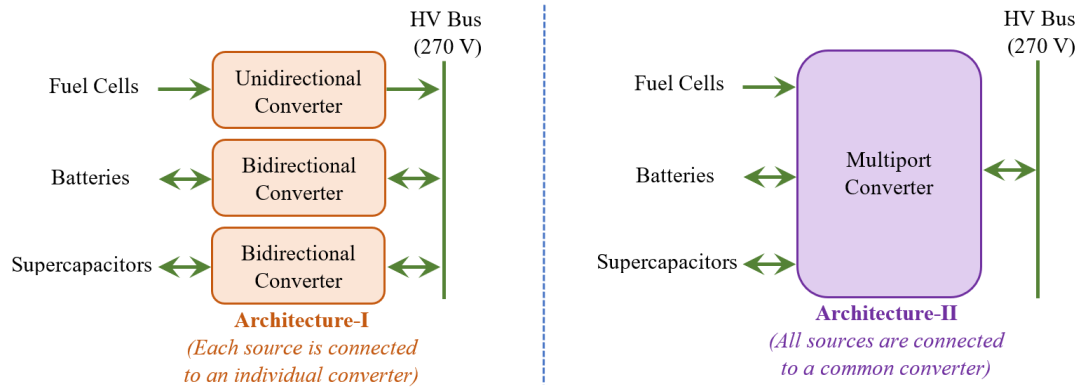 HV Bus
(270 V)
Fuel Cells
Unidirectional
Converter
Batteries
Bidirectional
Converter
Supercapacitors
Bidirectional
Converter
Architecture-I
(Each source is connected
to an individual converter)
HV Bus
(270 V)
Fuel Cells
Batteries
Multiport
Converter
Supercapacitors
Architecture-II
(All sources are connected
to a common converter)